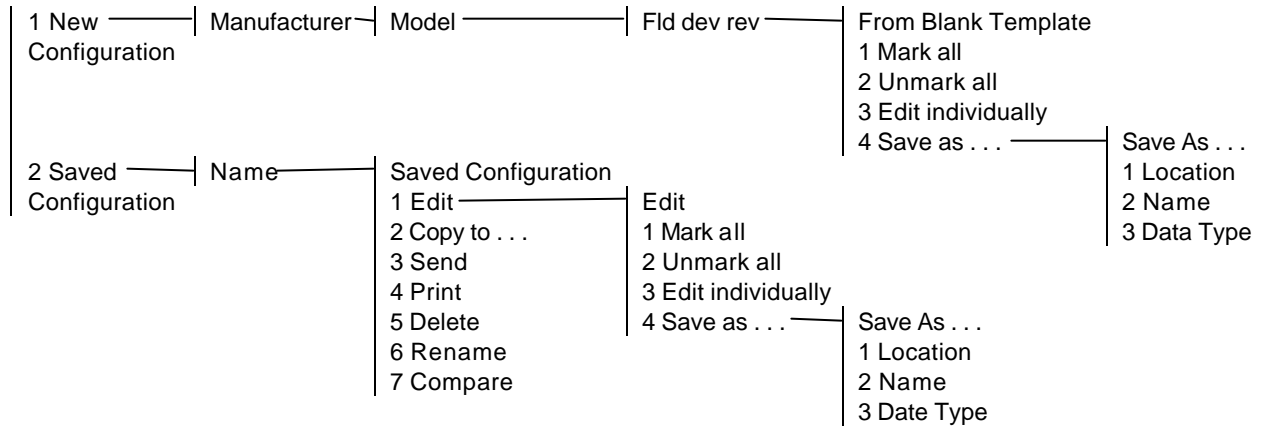 1 New
Configuration
Manufacturer
Model
Fld dev rev
From Blank Template
1 Mark all
2 Unmark all
3 Edit individually
4 Save as . . .
Save As . . .
1 Location
2 Name
3 Data Type
2 Saved
Configuration
Name
Saved Configuration
1 Edit
2 Copy to . . .
3 Send
4 Print
5 Delete
6 Rename
7 Compare
Edit
1 Mark all
2 Unmark all
3 Edit individually
4 Save as . . .
Save As . . .
1 Location
2 Name
3 Date Type